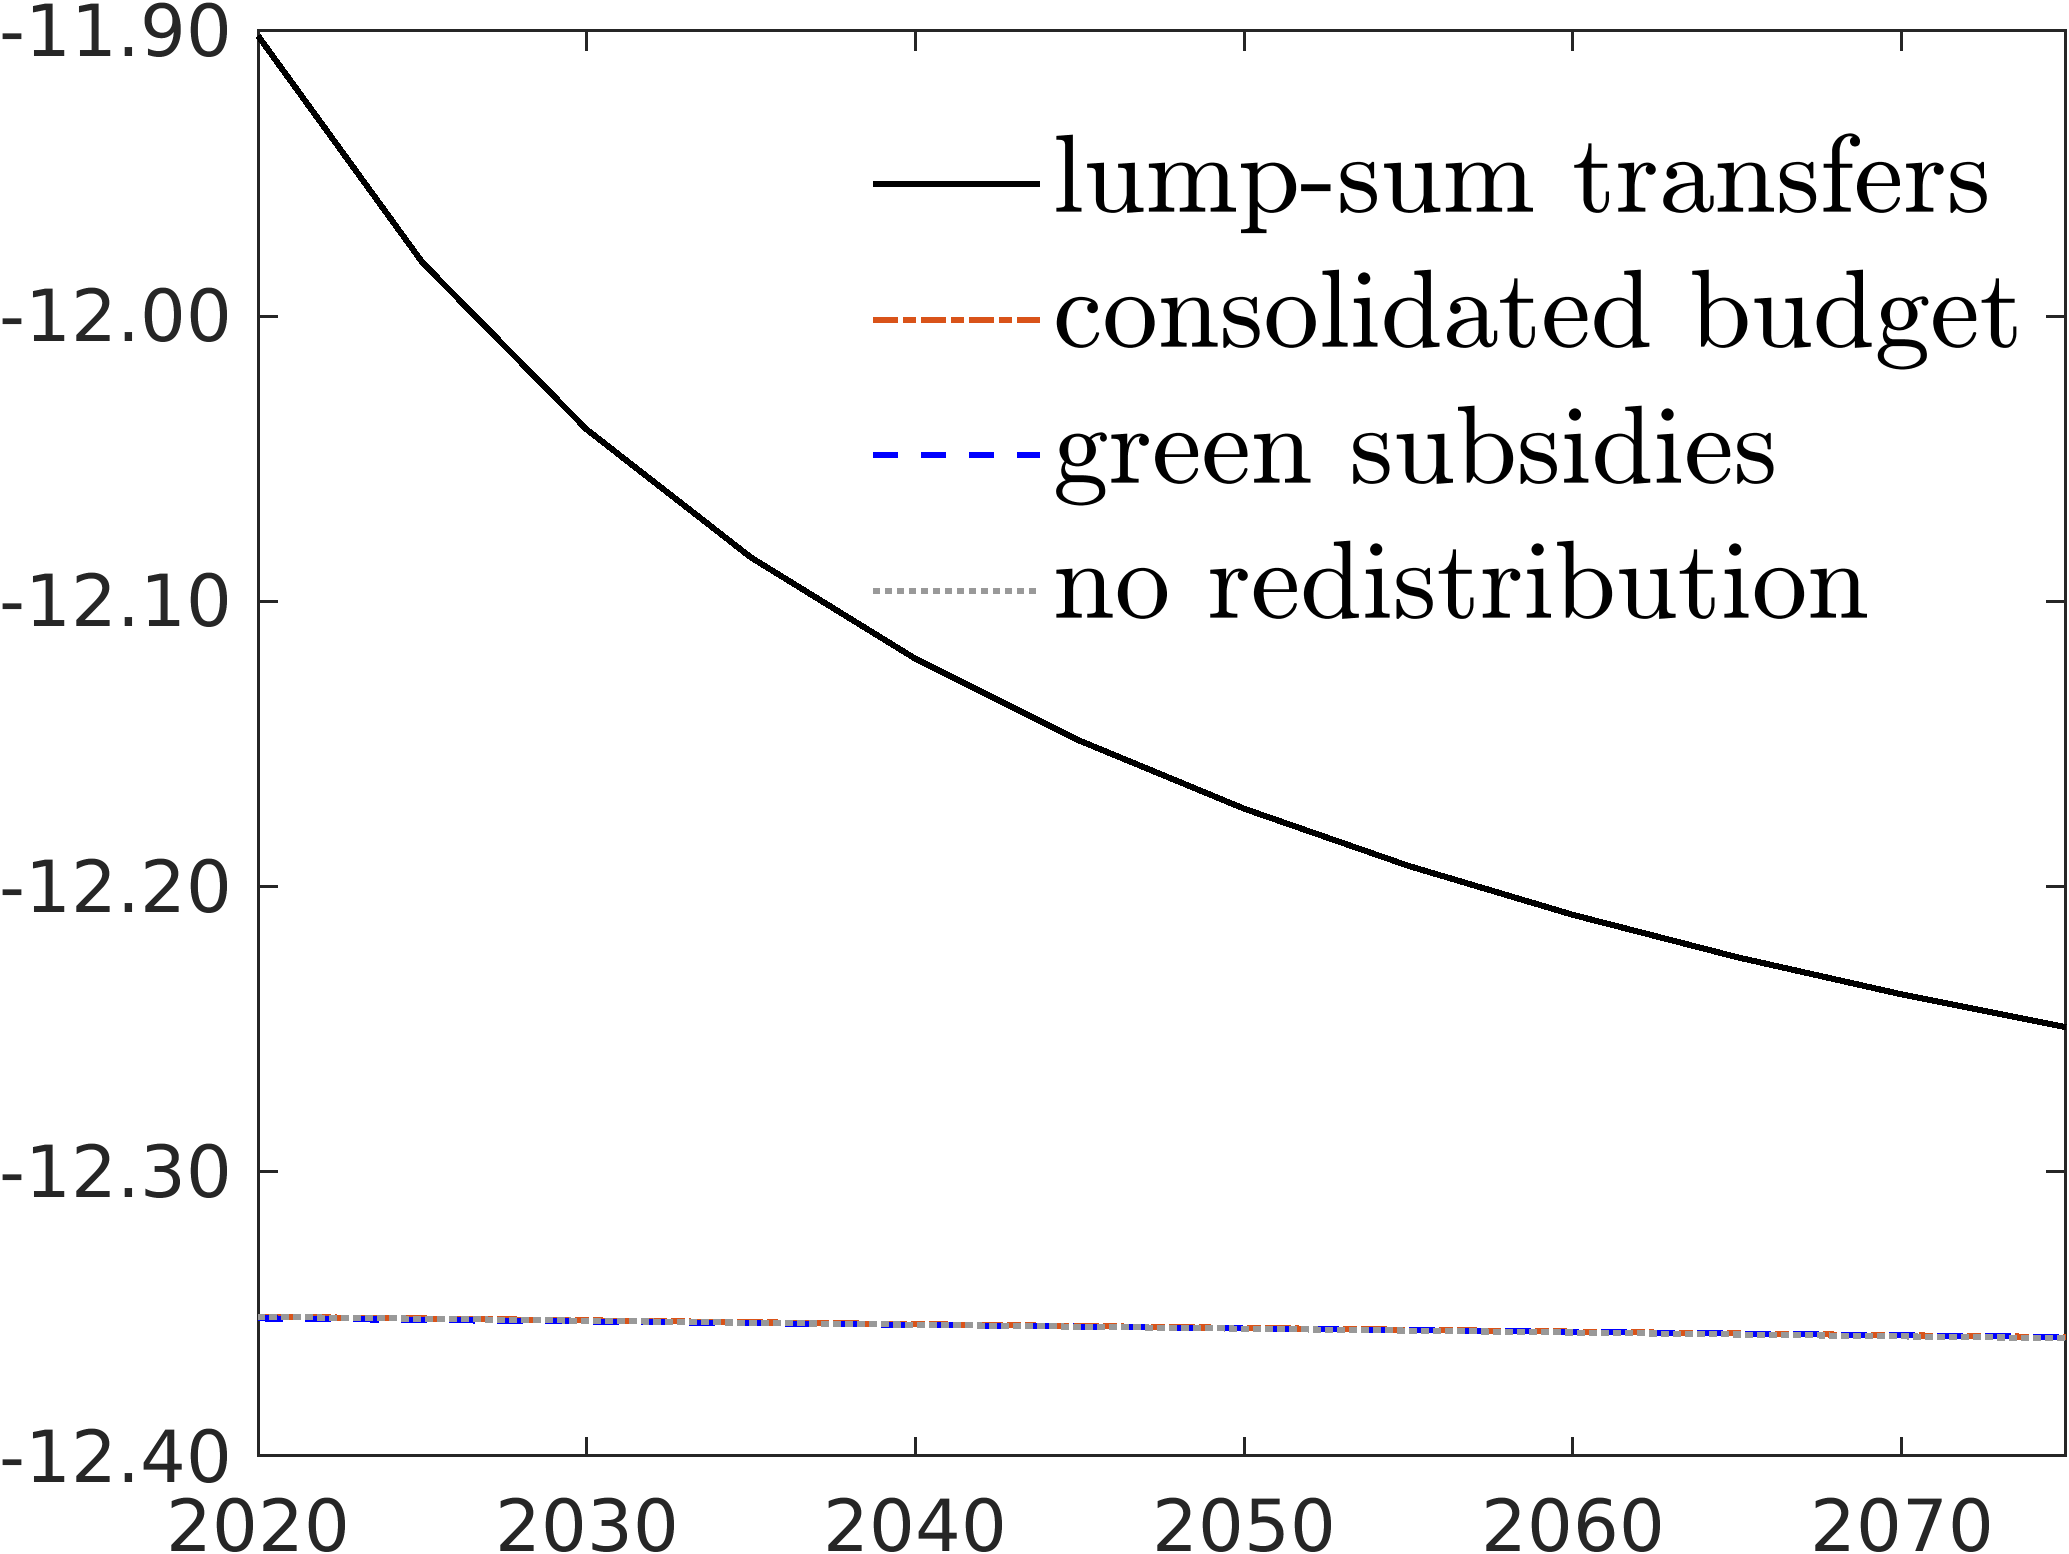 -11.90
-12.00
-12.10
-12.20
-12.30
-12.40
2020 2030 2040 2050 2060 2070
lump-sum transfers
consolidated budget
green subsidies
no redistribution